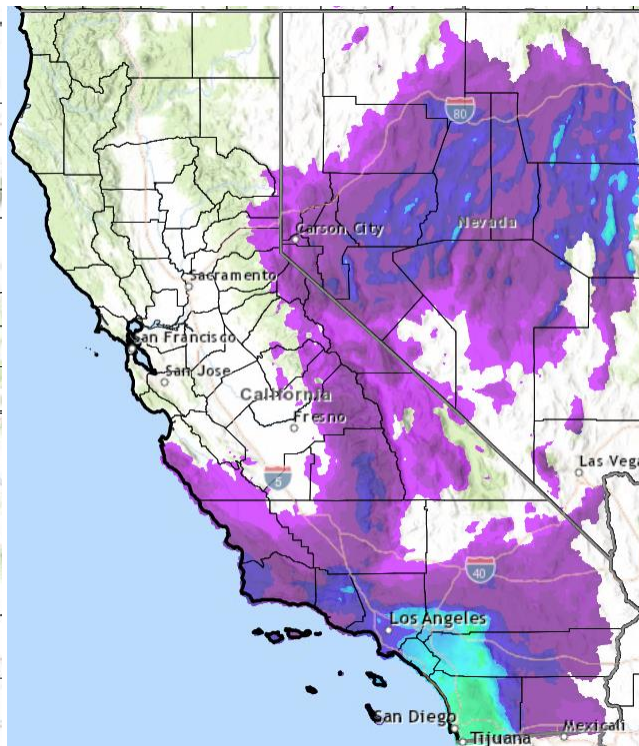 80
Carson City
Nevada
Sacramento
San Francisco
San Jose
California
Fresno
5
Las Vega
40
Los Angeles
San Diego
Tijuana
Mexicali